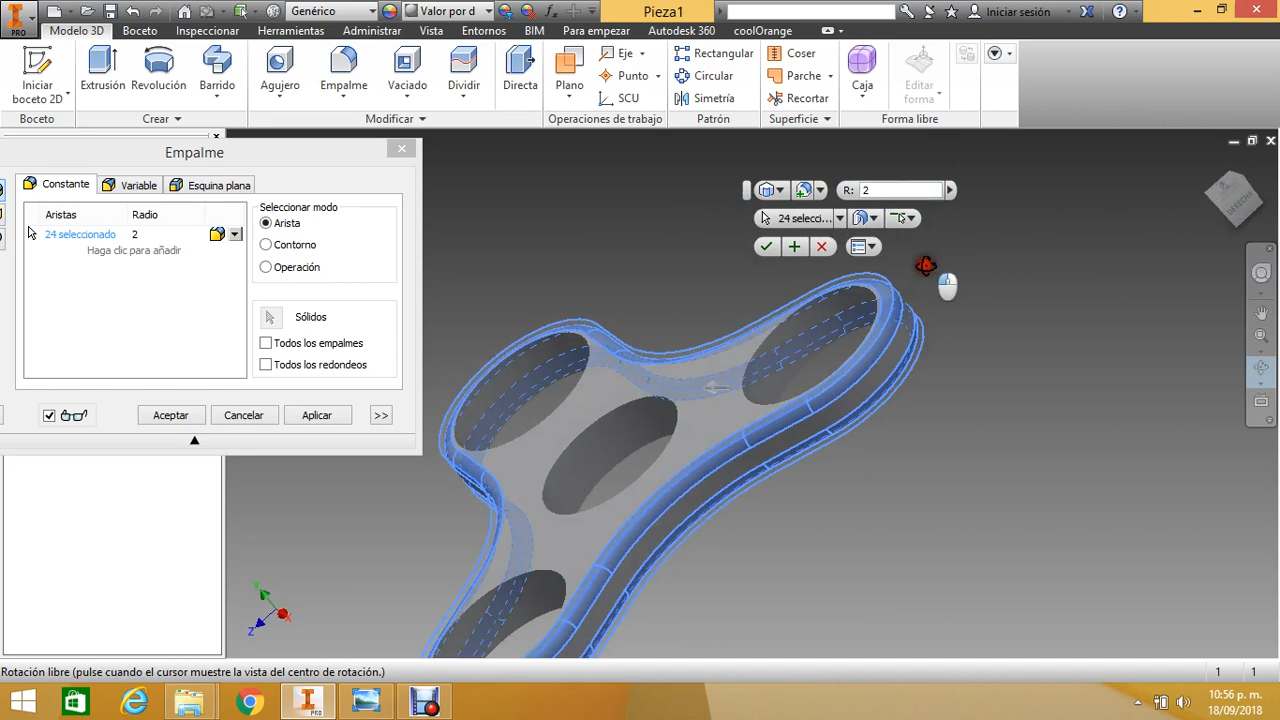 Genérico
Valor por d
Pieza1
Iniciar sesión
PRO
Modelo 3D
Boceto
Inspeccionar
Herramientas
Administrar
Vista
Entornos
BIM
Para empezar
Autodesk 360
coolOrange
Iniciar
boceto 2D
Extrusión
Revolución
Barrido
Agujero
Empalme
Vaciado
Dividir
Directa
Plano
Eje
Punto
SCU
Rectangular
Circular
Simetría
Coser
Parche
Recortar
Caja
Editar
forma
Boceto
Crear
Modificar
Operaciones de trabajo
Patrón
Superficie
Forma libre
Empalme
Constante
Variable
Esquina plana
Aristas
Radio
24 seleccionado
2
Haga clic para añadir
Seleccionar modo
Arista
Contorno
Operación
Sólidos
Todos los empalmes
Todos los redondeos
Aceptar
Cancelar
Aplicar
>>
R: 2
24 selecci...
DERECHA
Y
X
Z
Rotación libre (pulse cuando el cursor muestre la vista del centro de rotación.)
1
1
PRO
10:56 p. m.
18/09/2018